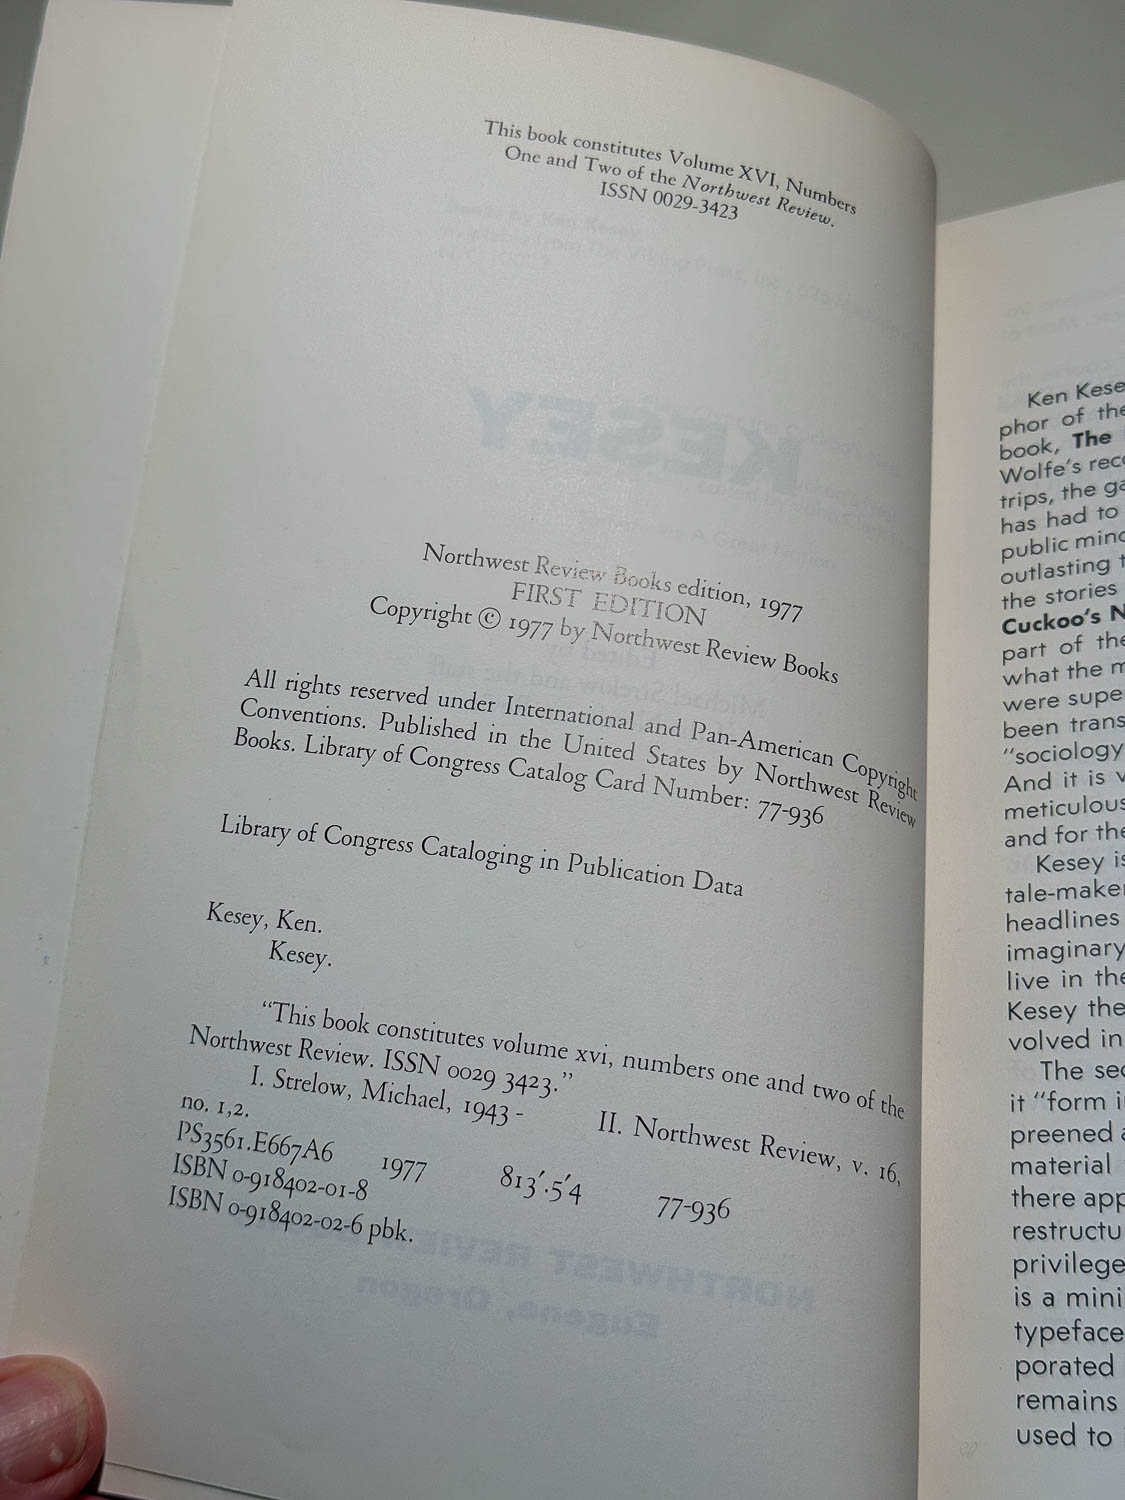 This book constitutes Volume XVI, Numbers
One and Two of the Northwest Review.
ISSN 0029-3423
KESEY
Northwest Review Books edition, 1977
FIRST EDITION
Copyright © 1977 by Northwest Review Books
All rights reserved under International and Pan-American Copyright
Conventions. Published in the United States by Northwest Review
Books. Library of Congress Catalog Card Number: 77-936
Library of Congress Cataloging in Publication Data
Kesey, Ken.
Kesey.
"This book constitutes volume xvi, numbers one and two of the
Northwest Review. ISSN 0029 3423."
I. Strelow, Michael, 1943 - II. Northwest Review, v. 16,
no. 1,2.
PS3561.E667A6 1977 813'.5'4 77-936
ISBN 0-918402-01-8
ISBN 0-918402-02-6 pbk.
NORTHWEST REVIEW
Eugene, Oregon
Ken Kese
phor of the
book, The
Wolfe's reco
trips, the ga
has had to
public mind
outlasting t
the stories
Cuckoo's N
part of the
what the m
were supe
been trans
"sociology
And it is v
meticulous
and for the
Kesey is
tale-maker
headlines
imaginary
live in the
Kesey the
volved in
The sec
it "form i
preened a
material
there app
restructu
privilege
is a mini
typeface
porated
remains
used to